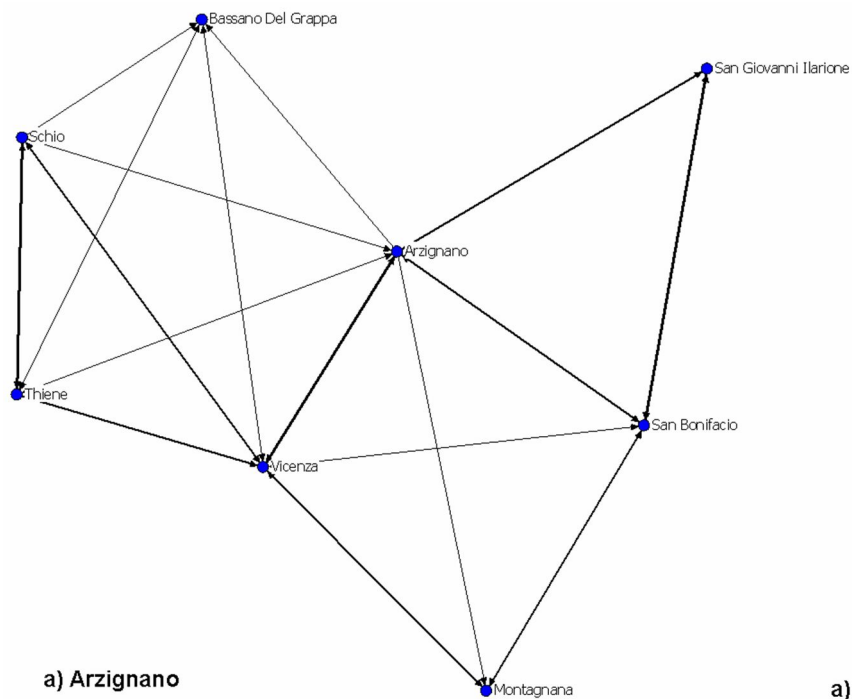 Bassano Del Grappa
San Giovanni Ilarione
Schio
Arzignano
Thiene
San Bonifacio
Vicenza
a) Arzignano
Montagnana
a)